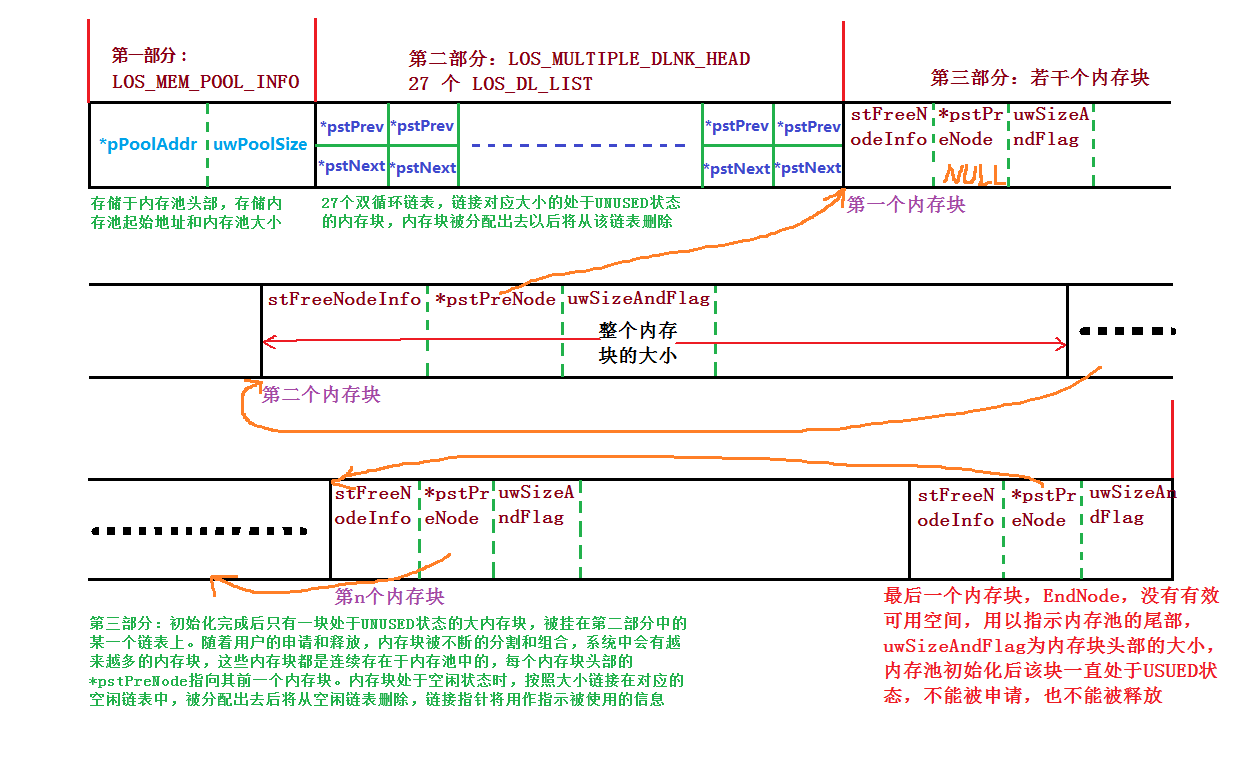 第一部分：
LOS_MEM_POOL_INFO
第二部分：LOS_MULTIPLE_DLNK_HEAD
27 个 LOS_DL_LIST
第三部分：若干个内存块
*pPoolAddr
uwPoolSize
*pstPrev
*pstPrev
*pstPrev
*pstPrev
*pstNext
*pstNext
*pstNext
*pstNext
stFreeN
odeInfo
*pstPr
eNode
uwSizeA
ndFlag
NULL
存储于内存池头部，存储内
存池起始地址和内存池大小
27个双循环链表，链接对应大小的处于UNUSED状态
的内存块，内存块被分配出去以后将从该链表删除
第一个内存块
stFreeNodeInfo
*pstPreNode
uwSizeAndFlag
整个内存
块的大小
第二个内存块
stFreeN
odeInfo
*pstPr
eNode
uwSizeA
ndFlag
stFreeN
odeInfo
*pstPr
eNode
uwSizeAn
dFlag
第n个内存块
第三部分：初始化完成后只有一块处于UNUSED状态的大内存块，被挂在第二部分中的
某一个链表上。随着用户的申请和释放，内存块被不断的分割和组合，系统中会有越
来越多的内存块，这些内存块都是连续存在于内存池中的，每个内存块头部的
*pstPreNode指向其前一个内存块。内存块处于空闲状态时，按照大小链接在对应的
空闲链表中，被分配出去后将从空闲链表删除，链接指针将用作指示被使用的信息
最后一个内存块，EndNode，没有有效
可用空间，用以指示内存池的尾部，
uwSizeAndFlag为内存块头部的大小，
内存池初始化后该块一直处于USUED状
态，不能被申请，也不能被释放